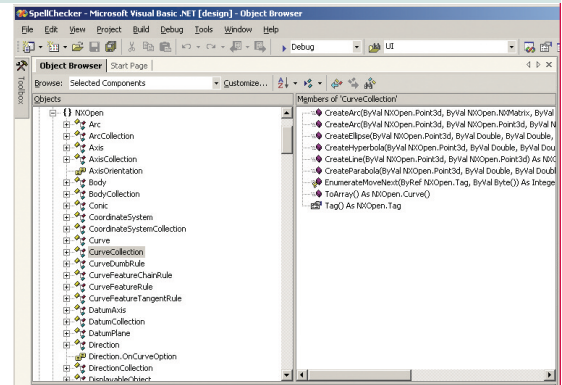 SpellChecker - Microsoft Visual Basic .NET [design] - Object Browser
File Edit View Project Build Debug Tools Window Help
Debug UI
Object Browser Start Page
Toolbox
Browse: Selected Components Customize...
Objects
{} NXOpen
Arc
ArcCollection
Axis
AxisCollection
AxisOrientation
Body
BodyCollection
Conic
CoordinateSystem
CoordinateSystemCollection
Curve
CurveCollection
CurveDumbRule
CurveFeatureChainRule
CurveFeatureRule
CurveFeatureTangentRule
DatumAxis
DatumCollection
DatumPlane
Direction
Direction.OnCurveOption
DirectionCollection
DisplayableObject
Members of 'CurveCollection'
CreateArc(ByVal NXOpen.Point3d, ByVal NXOpen.NXMatrix, ByVal
CreateArc(ByVal NXOpen.Point3d, ByVal NXOpen.Point3d, ByVal N
CreateEllipse(ByVal NXOpen.Point3d, ByVal Double, ByVal Double,
CreateHyperbola(ByVal NXOpen.Point3d, ByVal Double, ByVal Dou
CreateLine(ByVal NXOpen.Point3d, ByVal NXOpen.Point3d) As NXO
CreateParabola(ByVal NXOpen.Point3d, ByVal Double, ByVal Doubl
EnumerateMoveNext(ByRef NXOpen.Tag, ByVal Byte()) As Intege
ToArray() As NXOpen.Curve()
Tag() As NXOpen.Tag